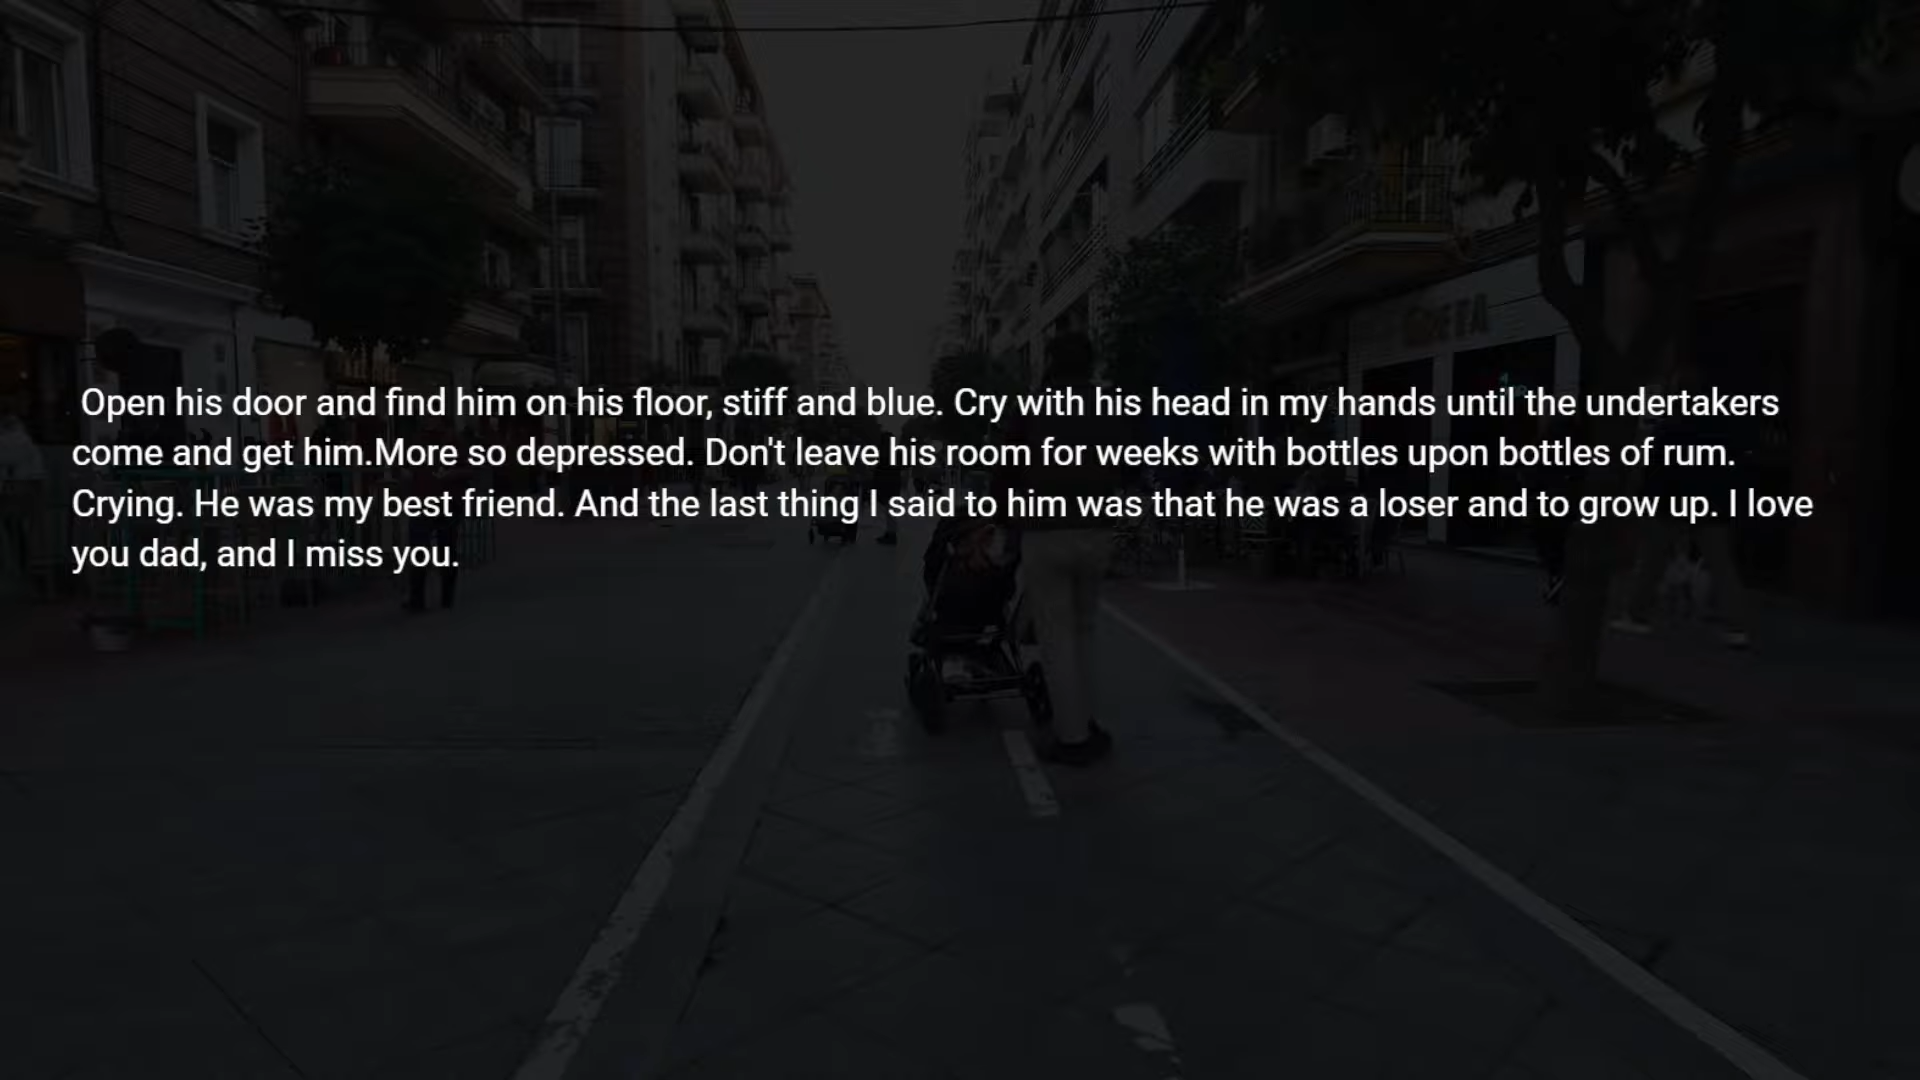 Open his door and find him on his floor, stiff and blue. Cry with his head in my hands until the undertakers
come and get him.More so depressed. Don't leave his room for weeks with bottles upon bottles of rum.
Crying. He was my best friend. And the last thing I said to him was that he was a loser and to grow up. I love
you dad, and I miss you.